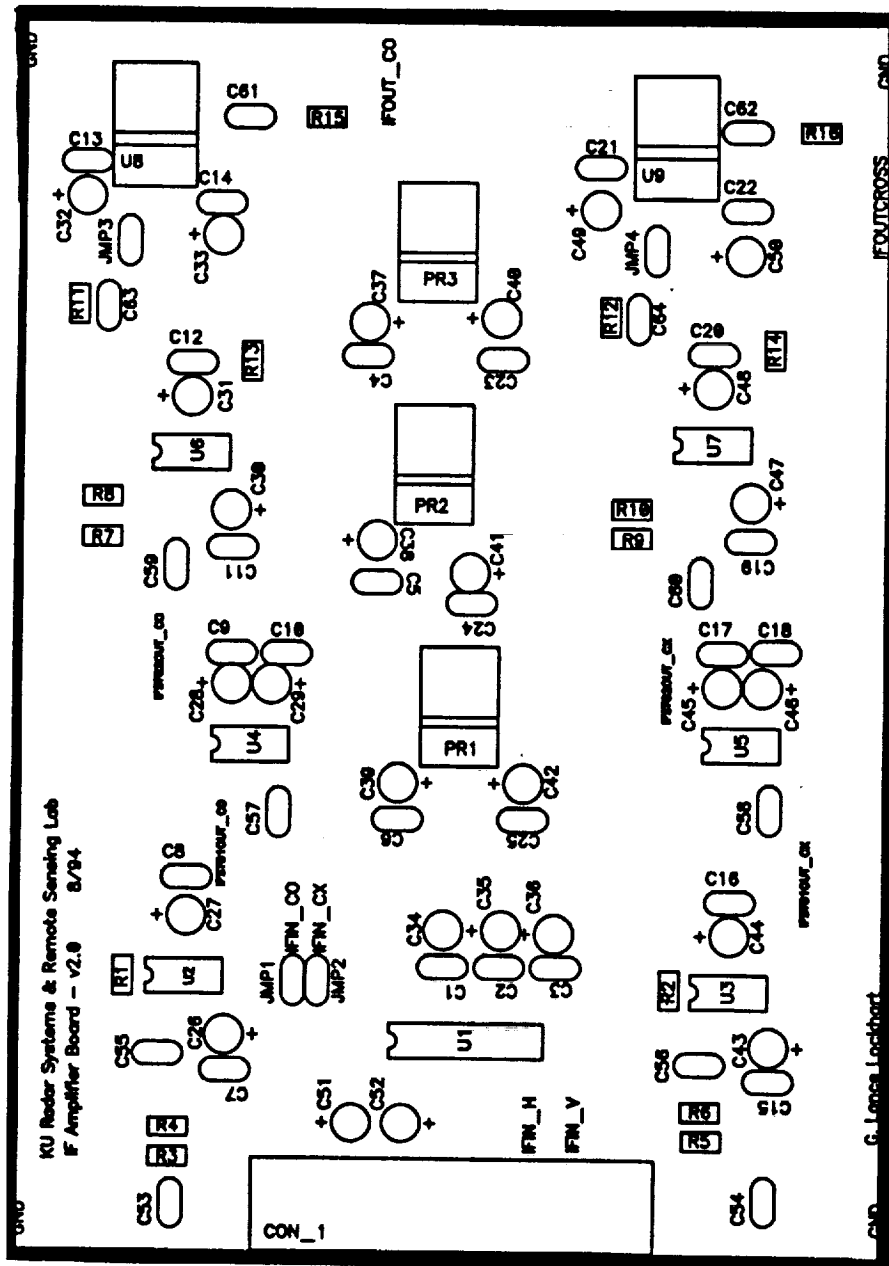 GND
GND
IFOUT_CO
C61
R15
C62
R16
C13
U8
C14
C21
U9
C22
C32
JMP3
C33
C49
JMP4
C50
IFOUTCROSS
R11
C63
C37
PR3
C40
R12
C64
C12
R13
C31
C4
C23
C20
R14
C48
U6
U7
R8
C30
PR2
C47
R10
R7
C59
C11
C38
C41
R9
C60
C19
C5
C24
C9
C10
C17
C18
C28
C29
C45
C46
U4
PR1
U5
C57
C39
C42
C58
C6
C25
KU Radar Systems & Remote Sensing Lab
IF Amplifier Board – v2.0 8/94
C8
C27
IFIN_CO
IFIN_CX
C34
C35
C36
C16
C44
R1
U2
JMP1
JMP2
C1
C2
C3
R2
U3
C55
C26
C7
U1
C56
C43
C15
R4
R3
C51
C52
IFIN_H
IFIN_V
R6
R5
G. Lance Lockhart
C53
CON_1
C54
GND
GND